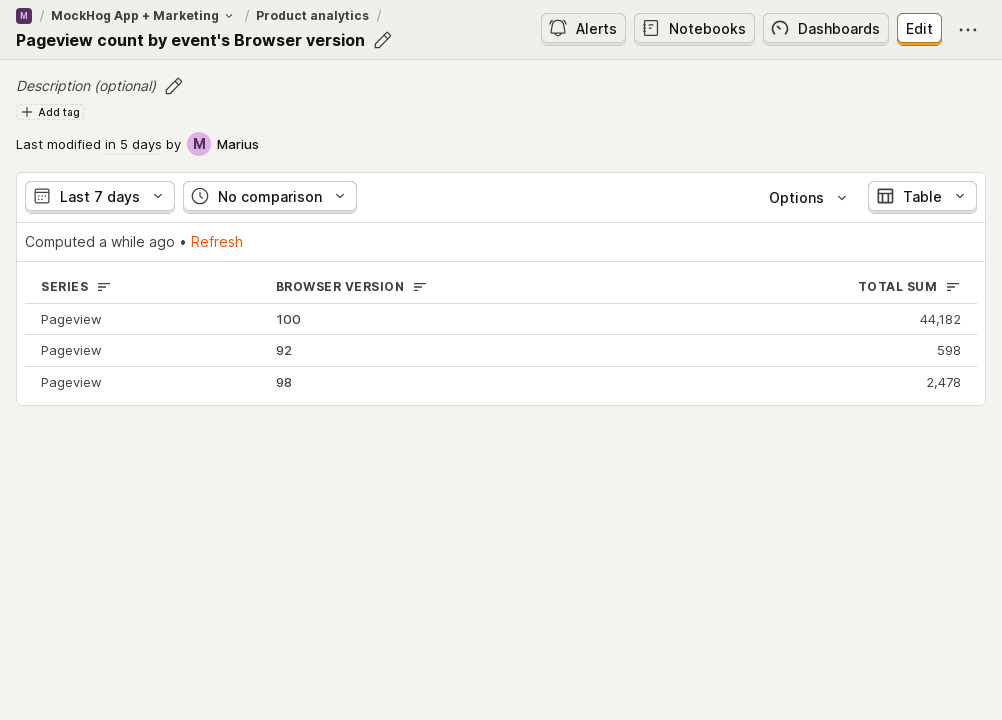 M / MockHog App + Marketing / Product analytics /
Pageview count by event's Browser version
Alerts Notebooks Dashboards Edit
Description (optional)
Add tag
Last modified in 5 days by M Marius
Last 7 days No comparison Options Table
Computed a while ago • Refresh
SERIES BROWSER VERSION TOTAL SUM
Pageview 100 44,182
Pageview 92 598
Pageview 98 2,478